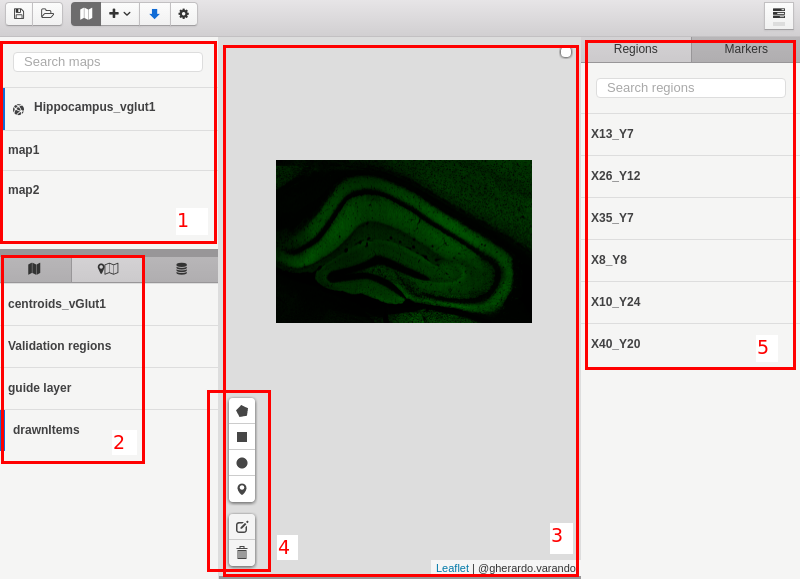 Search maps
Hippocampus_vglut1
map1
map2
1
centroids_vGlut1
Validation regions
guide layer
drawnItems
2
3
4
Leaflet | @gherardo.varando
Regions
Markers
Search regions
X13_Y7
X26_Y12
X35_Y7
X8_Y8
X10_Y24
X40_Y20
5